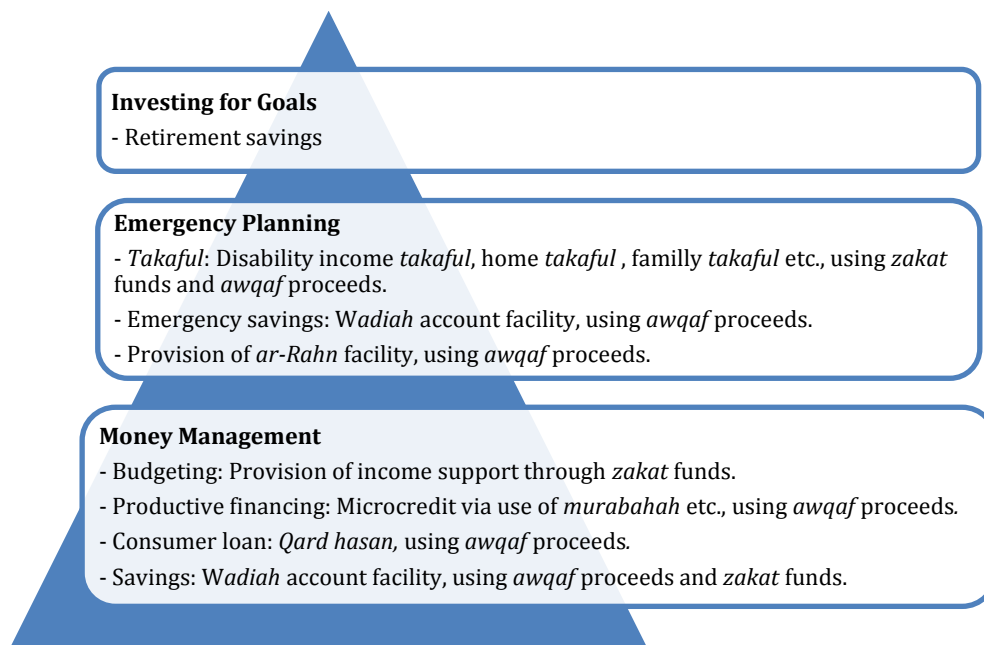 Investing for Goals
- Retirement savings
Emergency Planning
- Takaful: Disability income takaful, home takaful , familly takaful etc., using zakat
funds and awqaf proceeds.
- Emergency savings: Wadiah account facility, using awqaf proceeds.
- Provision of ar-Rahn facility, using awqaf proceeds.
Money Management
- Budgeting: Provision of income support through zakat funds.
- Productive financing: Microcredit via use of murabahah etc., using awqaf proceeds.
- Consumer loan: Qard hasan, using awqaf proceeds.
- Savings: Wadiah account facility, using awqaf proceeds and zakat funds.